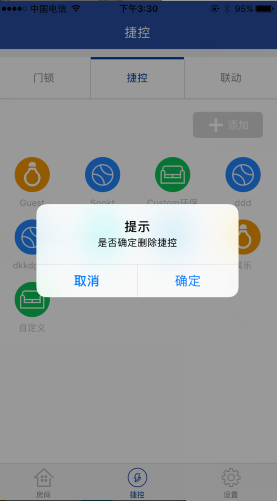 中国电信 下午3:30 95%
捷控
门锁 捷控 联动
添加
Guest Custom环保 ddd
提示
是否确定删除捷控
取消 确定
自定义
房间 捷控 设置